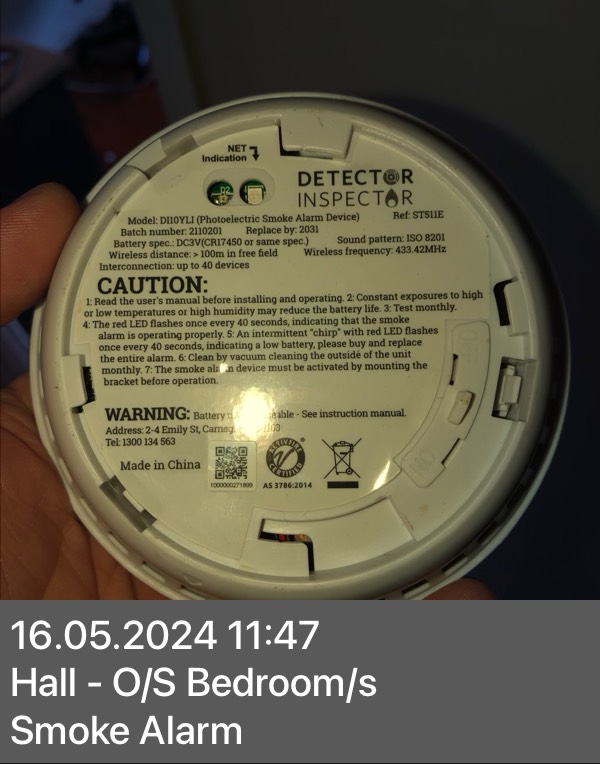 NET
Indication
DETECTOR
INSPECTOR
Model: DI10YLI (Photoelectric Smoke Alarm Device) Ref: ST511E
Batch number: 2110201 Replace by: 2031
Battery spec.: DC3V(CR17450 or same spec.) Sound pattern: ISO 8201
Wireless distance: > 100m in free field Wireless frequency: 433.42MHz
Interconnection: up to 40 devices
CAUTION:
1: Read the user's manual before installing and operating. 2: Constant exposures to high
or low temperatures or high humidity may reduce the battery life. 3: Test monthly.
4: The red LED flashes once every 40 seconds, indicating that the smoke
alarm is operating properly. 5: An intermittent "chirp" with red LED flashes
once every 40 seconds, indicating a low battery, please buy and replace
the entire alarm. 6: Clean by vacuum cleaning the outside of the unit
monthly. 7: The smoke alarm device must be activated by mounting the
bracket before operation.
WARNING: Battery - See instruction manual.
Address: 2-4 Emily St,
Tel: 1300 134 563
Made in China
1000000271899
ACTIVFIRE
CERTIFIED
AS 3786:2014
16.05.2024 11:47
Hall - O/S Bedroom/s
Smoke Alarm